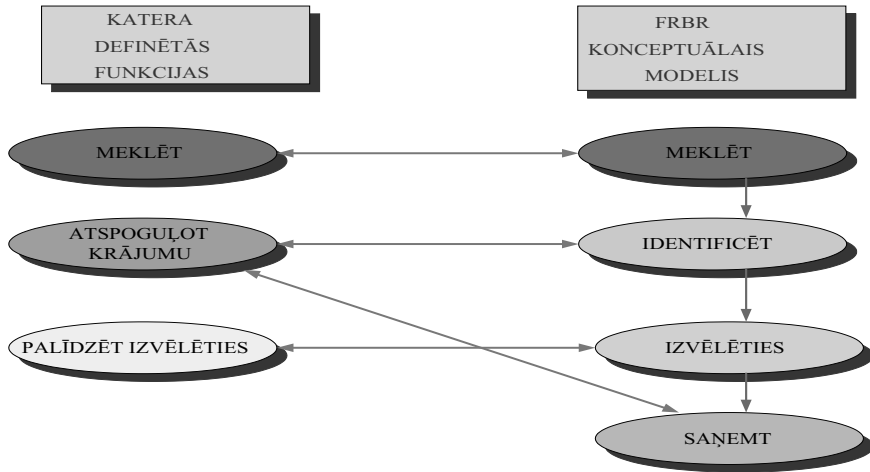 KATERA
DEFINĒTĀS
FUNKCIJAS
FRBR
KONCEPTUĀLAIS
MODELIS
MEKLĒT
MEKLĒT
ATSPOGUĻOT
KRĀJUMU
IDENTIFICĒT
PALĪDZĒT IZVĒLĒTIES
IZVĒLĒTIES
SAŅEMT